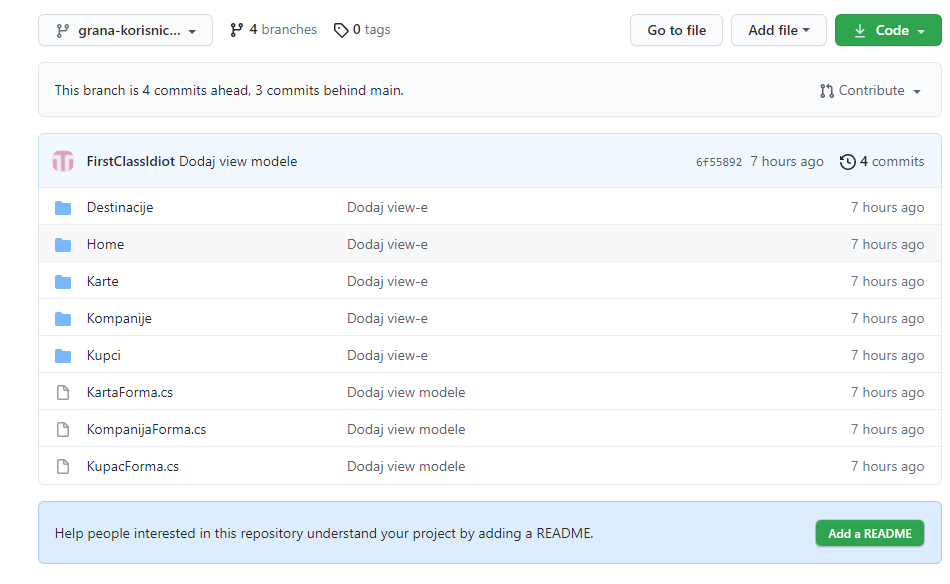 grana-korisnic... 4 branches 0 tags Go to file Add file Code
This branch is 4 commits ahead, 3 commits behind main. Contribute
FirstClassIdiot Dodaj view modele 6f55892 7 hours ago 4 commits
Destinacije Dodaj view-e 7 hours ago
Home Dodaj view-e 7 hours ago
Karte Dodaj view-e 7 hours ago
Kompanije Dodaj view-e 7 hours ago
Kupci Dodaj view-e 7 hours ago
KartaForma.cs Dodaj view modele 7 hours ago
KompanijaForma.cs Dodaj view modele 7 hours ago
KupacForma.cs Dodaj view modele 7 hours ago
Help people interested in this repository understand your project by adding a README. Add a README